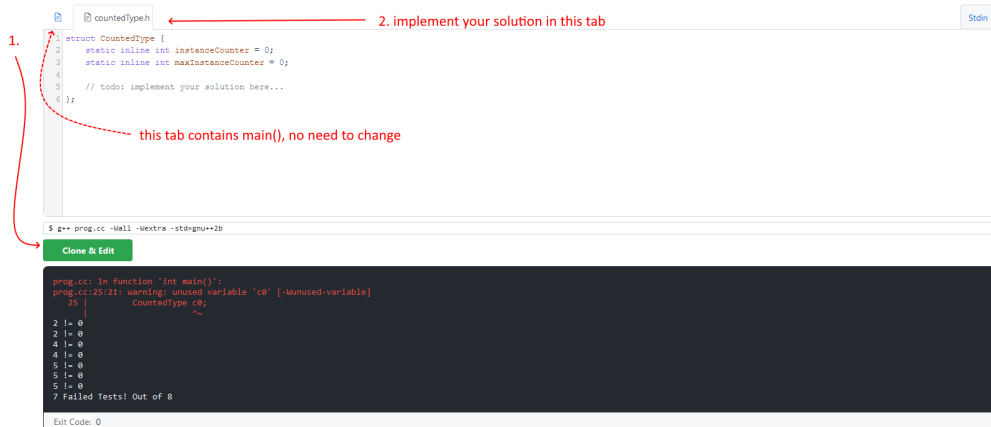 countedType.h
2. implement your solution in this tab
Stdin
1.
1 struct CountedType {
2 static inline int instanceCounter = 0;
3 static inline int maxInstanceCounter = 0;
4
5 // todo: implement your solution here...
6 };
this tab contains main(), no need to change
$ g++ prog.cc -Wall -Wextra -std=gnu++2b
Clone & Edit
prog.cc: In function 'int main()':
prog.cc:25:21: warning: unused variable 'c0' [-Wunused-variable]
25 | CountedType c0;
| ^~
2 != 0
2 != 0
4 != 0
4 != 0
5 != 0
5 != 0
5 != 0
7 Failed Tests! Out of 8
Exit Code: 0